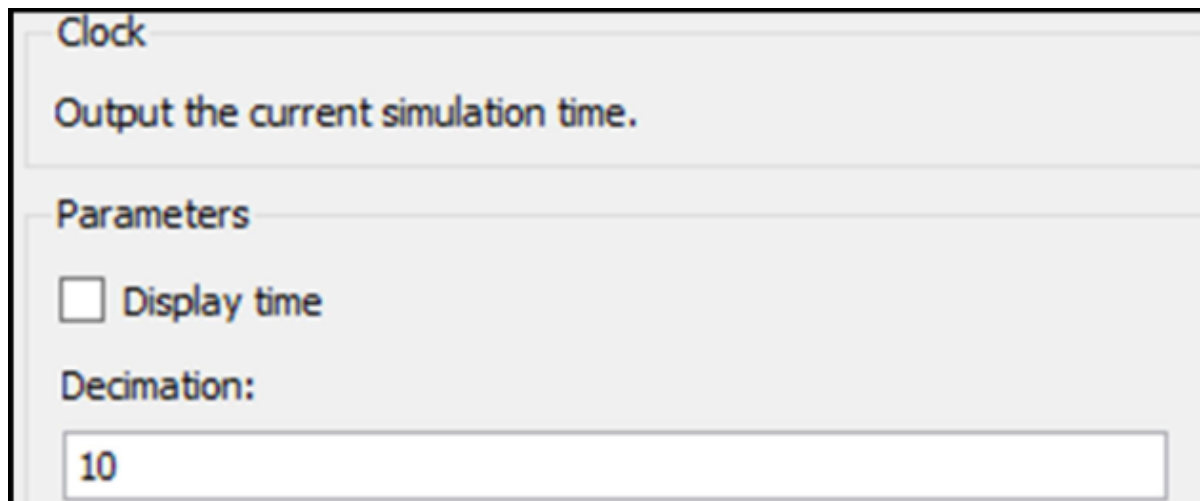 Clock
Output the current simulation time.
Parameters
Display time
Decimation:
10